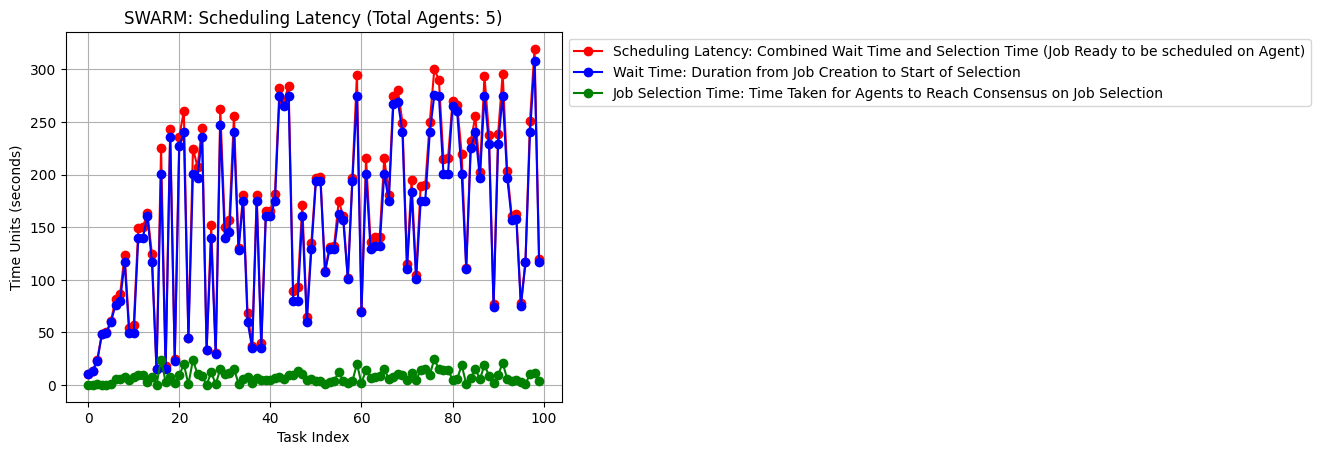 SWARM: Scheduling Latency (Total Agents: 5)
Scheduling Latency: Combined Wait Time and Selection Time (Job Ready to be scheduled on Agent)
Wait Time: Duration from Job Creation to Start of Selection
Job Selection Time: Time Taken for Agents to Reach Consensus on Job Selection
Time Units (seconds)
300
250
200
150
100
50
0
0 20 40 60 80 100
Task Index